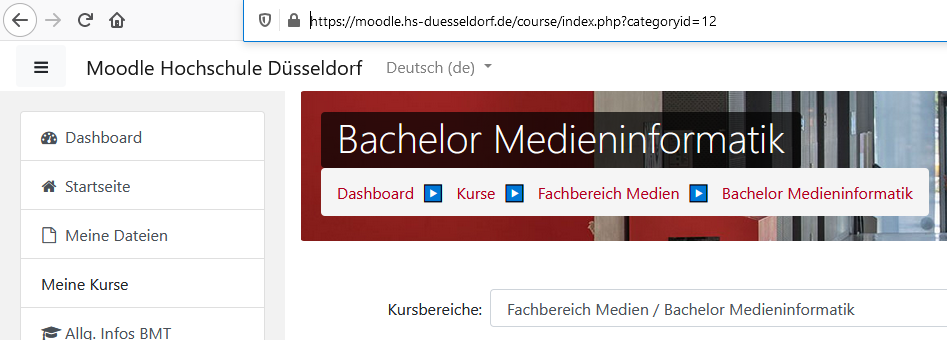 https://moodle.hs-duesseldorf.de/course/index.php?categoryid=12
Moodle Hochschule Düsseldorf Deutsch (de)
Dashboard
Startseite
Meine Dateien
Meine Kurse
Allg. Infos BMT
Bachelor Medieninformatik
Dashboard Kurse Fachbereich Medien Bachelor Medieninformatik
Kursbereiche: Fachbereich Medien / Bachelor Medieninformatik